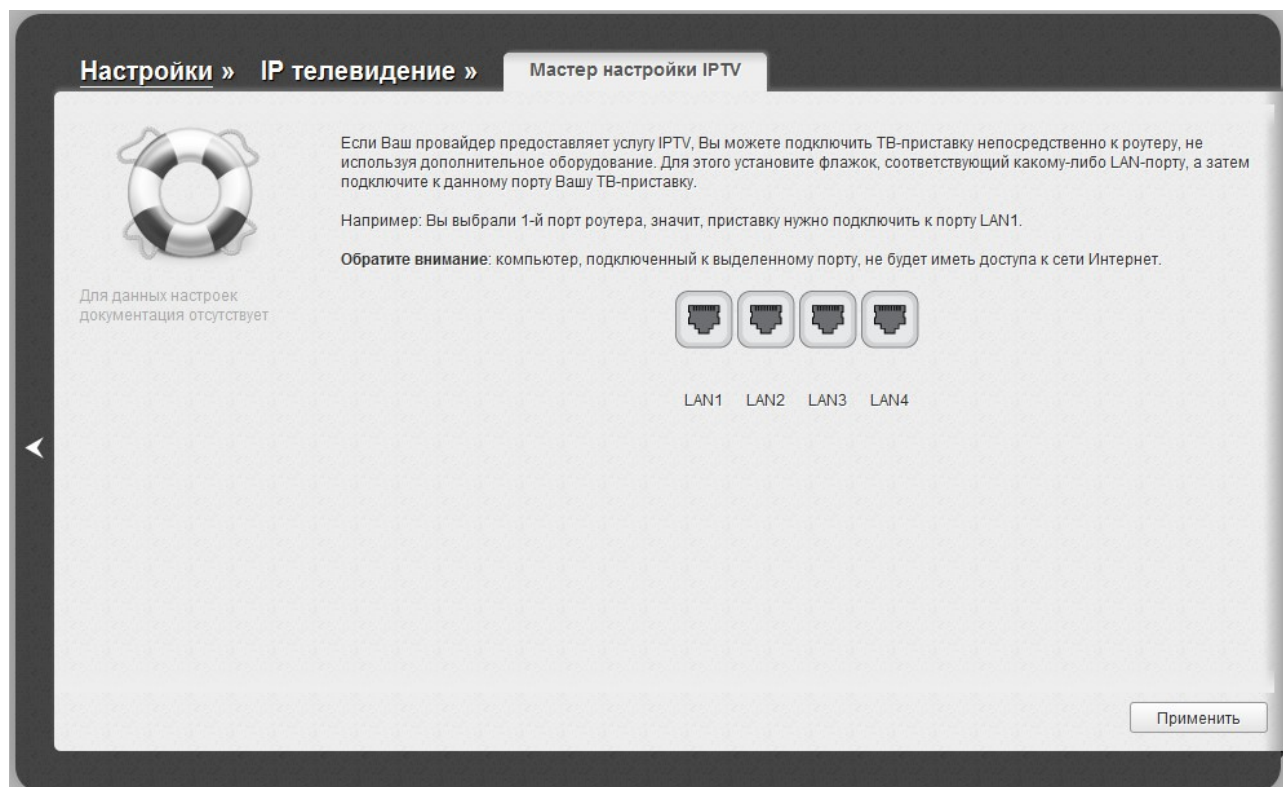 Настройки » IP телевидение » Мастер настройки IPTV
Если Ваш провайдер предоставляет услугу IPTV, Вы можете подключить ТВ-приставку непосредственно к роутеру, не
используя дополнительное оборудование. Для этого установите флажок, соответствующий какому-либо LAN-порту, а затем
подключите к данному порту Вашу ТВ-приставку.
Например: Вы выбрали 1-й порт роутера, значит, приставку нужно подключить к порту LAN1.
Обратите внимание: компьютер, подключенный к выделенному порту, не будет иметь доступа к сети Интернет.
Для данных настроек
документация отсутствует
LAN1 LAN2 LAN3 LAN4
Применить